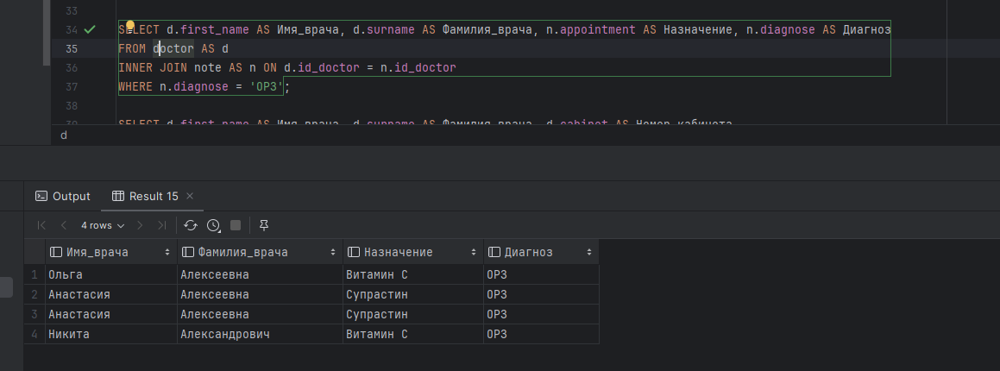 33
34 SELECT d.first_name AS Имя_врача, d.surname AS Фамилия_врача, n.appointment AS Назначение, n.diagnose AS Диагноз
35 FROM doctor AS d
36 INNER JOIN note AS n ON d.id_doctor = n.id_doctor
37 WHERE n.diagnose = 'ОРЗ';
38
39 SELECT d.first_name AS Имя_врача, d.surname AS Фамилия_врача, d.cabinet AS Номер_кабинета
d
Output Result 15
4 rows
Имя_врача Фамилия_врача Назначение Диагноз
1 Ольга Алексеевна Витамин С ОРЗ
2 Анастасия Алексеевна Супрастин ОРЗ
3 Анастасия Алексеевна Супрастин ОРЗ
4 Никита Александрович Витамин С ОРЗ